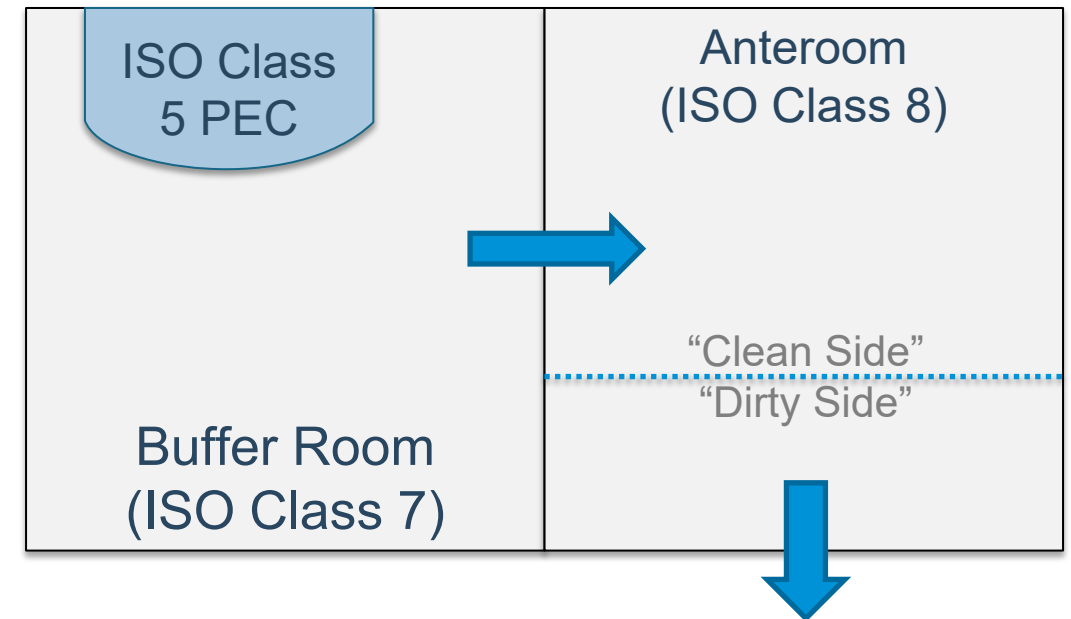 ISO Class
5 PEC
Anteroom
(ISO Class 8)
“Clean Side”
“Dirty Side”
Buffer Room
(ISO Class 7)